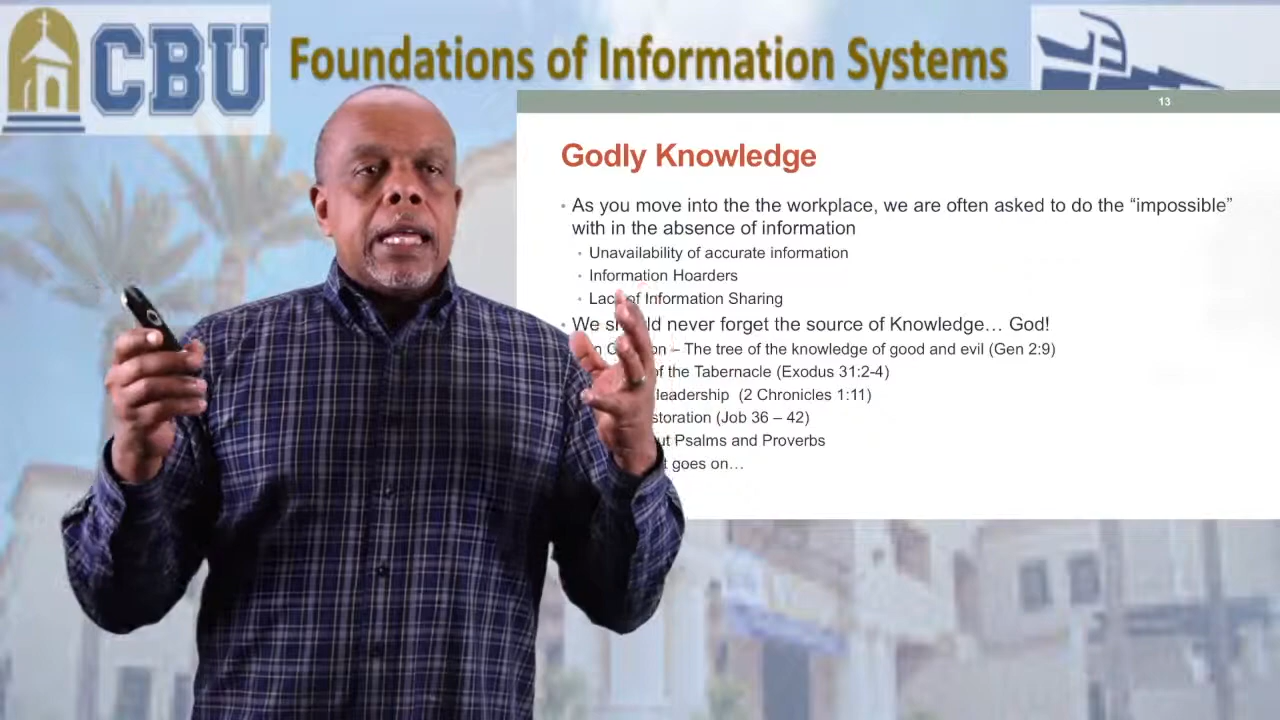 CBU
Foundations of Information Systems
13
Godly Knowledge
• As you move into the the workplace, we are often asked to do the “impossible”
with in the absence of information
• Unavailability of accurate information
• Information Hoarders
• Lack of Information Sharing
• We should never forget the source of Knowledge… God!
– The tree of the knowledge of good and evil (Gen 2:9)
of the Tabernacle (Exodus 31:2-4)
leadership (2 Chronicles 1:11)
(Job 36 – 42)
Psalms and Proverbs
goes on…